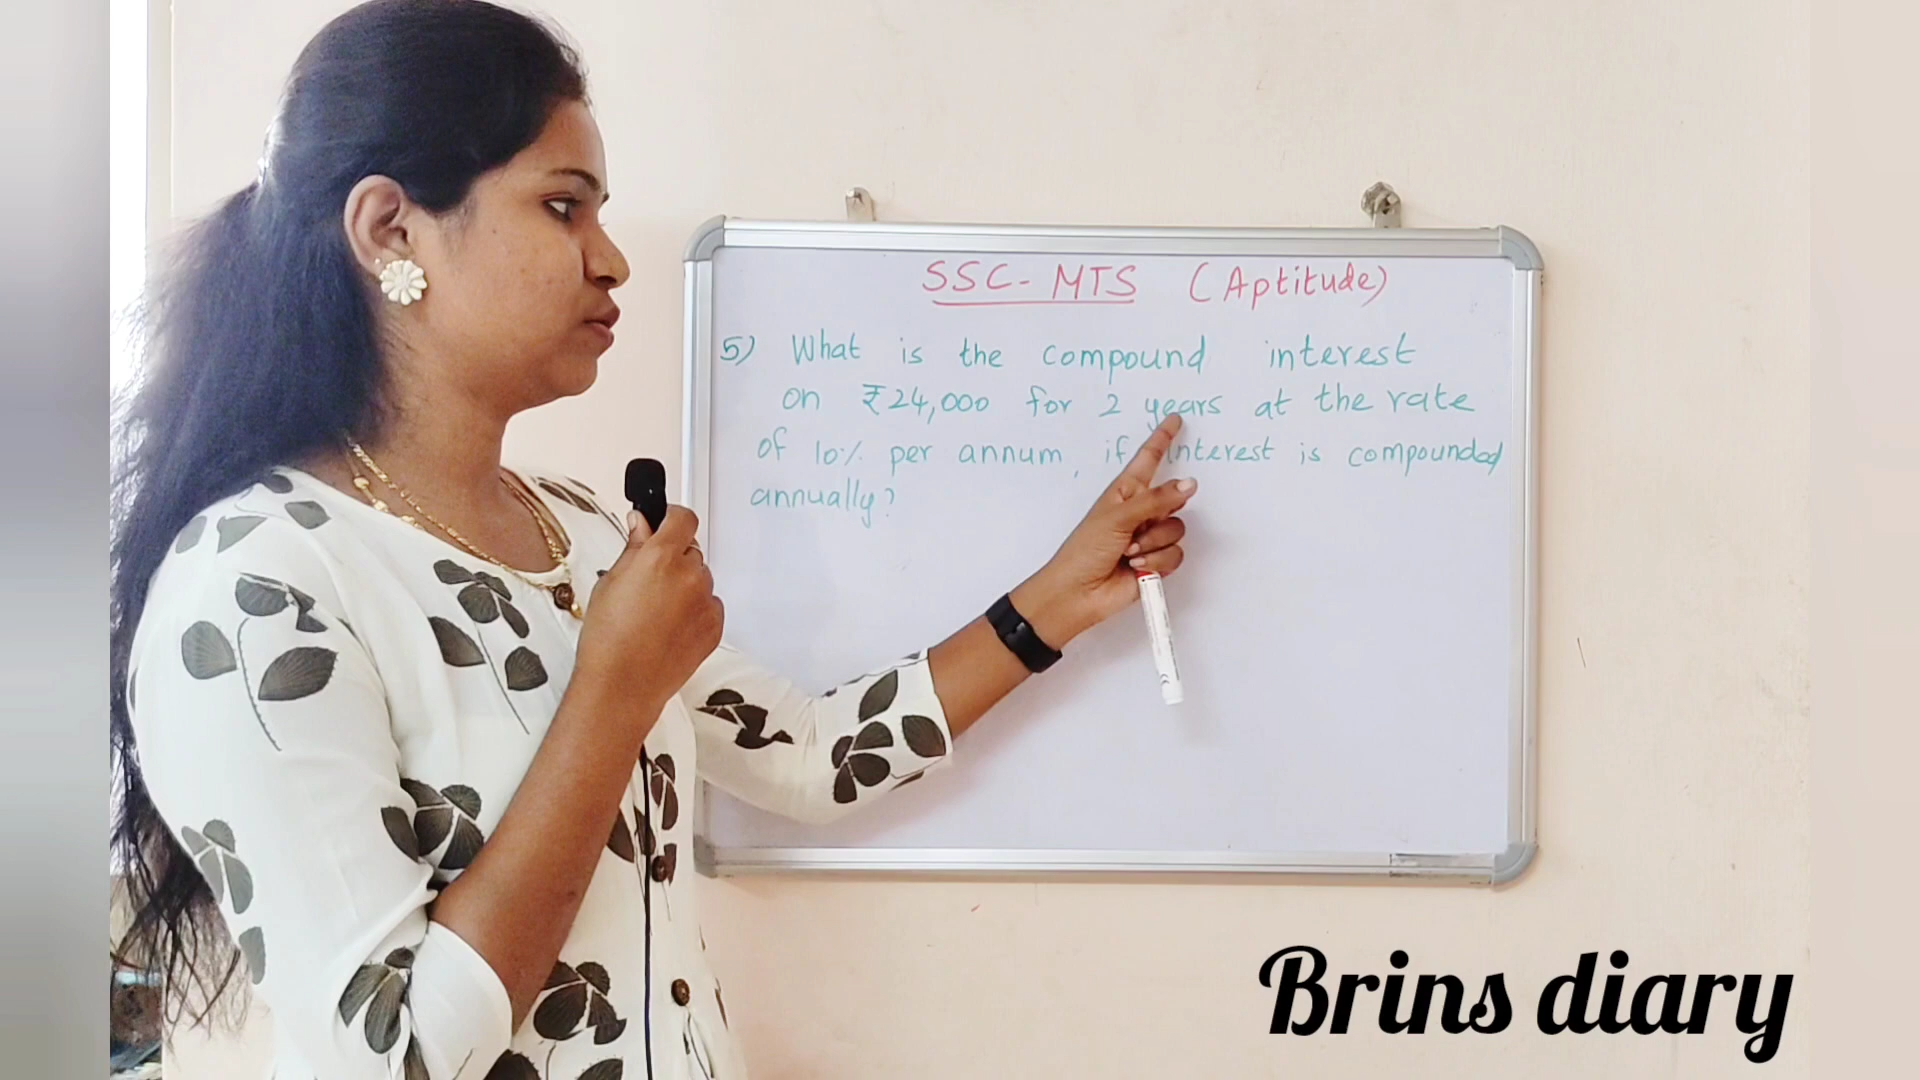 SSC- MTS (Aptitude)
5) What is the compound interest
on ₹24,000 for 2 years at the rate
of 10% per annum, if interest is compounded
annually?
Brins diary